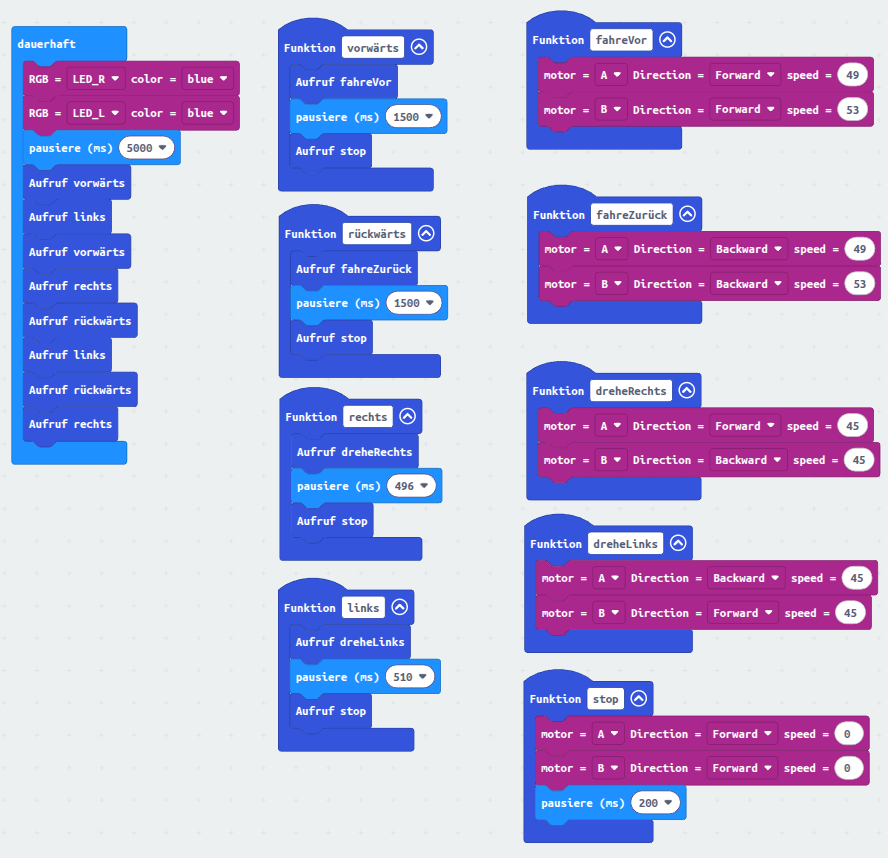 dauerhaft
RGB = LED_R color = blue
RGB = LED_L color = blue
pausiere (ms) 5000
Aufruf vorwärts
Aufruf links
Aufruf vorwärts
Aufruf rechts
Aufruf rückwärts
Aufruf links
Aufruf rückwärts
Aufruf rechts
Funktion vorwärts
Aufruf fahreVor
pausiere (ms) 1500
Aufruf stop
Funktion rückwärts
Aufruf fahreZurück
pausiere (ms) 1500
Aufruf stop
Funktion rechts
Aufruf dreheRechts
pausiere (ms) 496
Aufruf stop
Funktion links
Aufruf dreheLinks
pausiere (ms) 510
Aufruf stop
Funktion fahreVor
motor = A Direction = Forward speed = 49
motor = B Direction = Forward speed = 53
Funktion fahreZurück
motor = A Direction = Backward speed = 49
motor = B Direction = Backward speed = 53
Funktion dreheRechts
motor = A Direction = Forward speed = 45
motor = B Direction = Backward speed = 45
Funktion dreheLinks
motor = A Direction = Backward speed = 45
motor = B Direction = Forward speed = 45
Funktion stop
motor = A Direction = Forward speed = 0
motor = B Direction = Forward speed = 0
pausiere (ms) 200